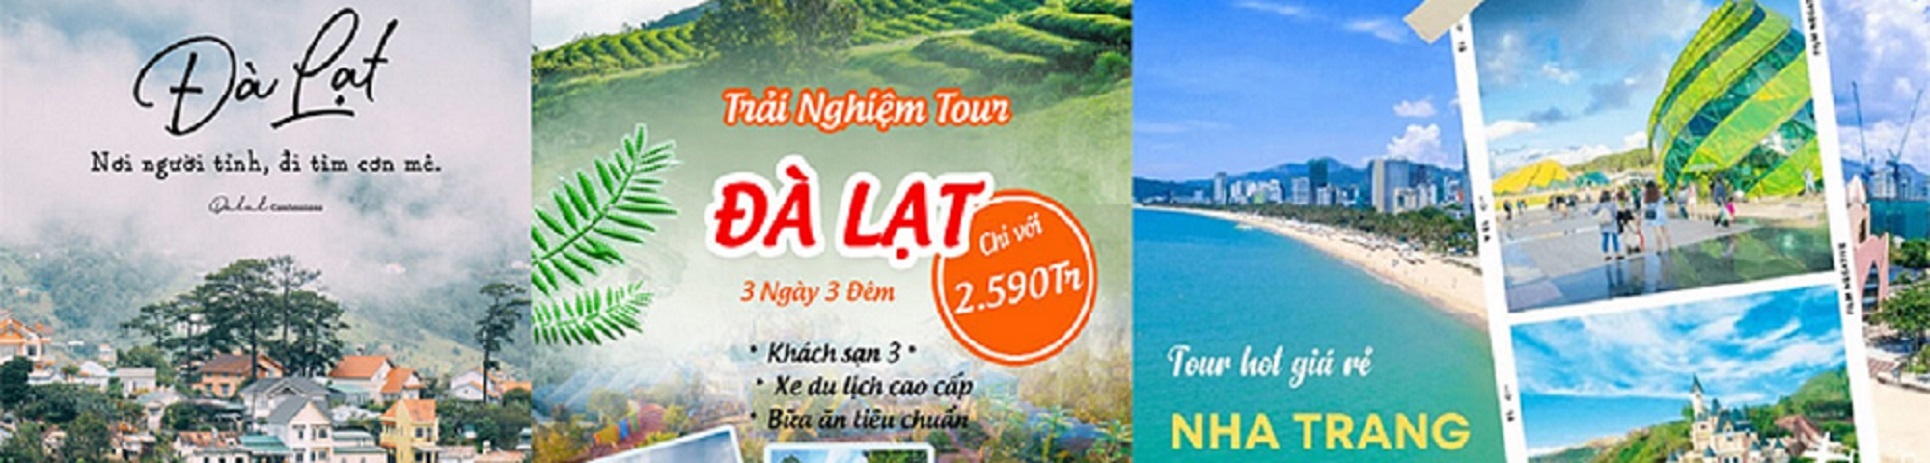 Đà Lạt
Nơi người tỉnh, đi tìm cơn mê.
Trải Nghiệm Tour
ĐÀ LẠT
Chỉ với
2.590Tr
3 Ngày 3 Đêm
* Khách sạn 3 *
* Xe du lịch cao cấp
* Bữa ăn tiêu chuẩn
Tour hot giá rẻ
NHA TRANG